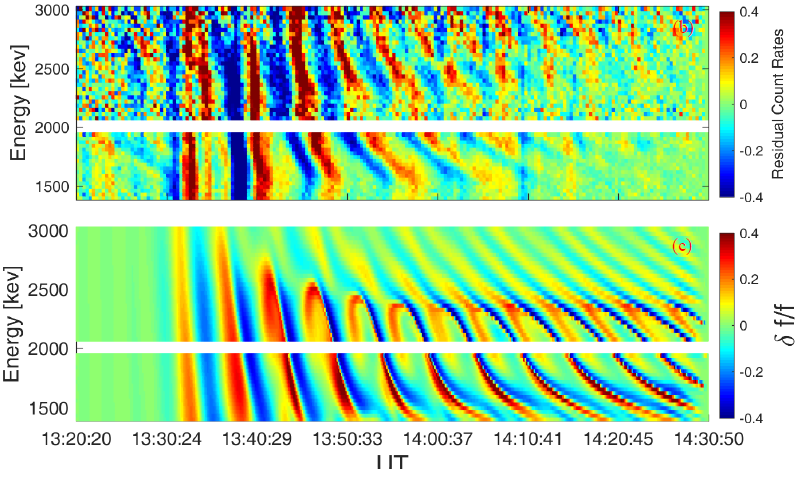 3000
2500
2000
1500
Energy [kev]
(b)
0.4
0.2
0
-0.2
-0.4
Residual Count Rates
3000
2500
2000
1500
Energy [kev]
(c)
0.4
0.2
0
-0.2
-0.4
δ f/f
13:20:20 13:30:24 13:40:29 13:50:33 14:00:37 14:10:41 14:20:45 14:30:50